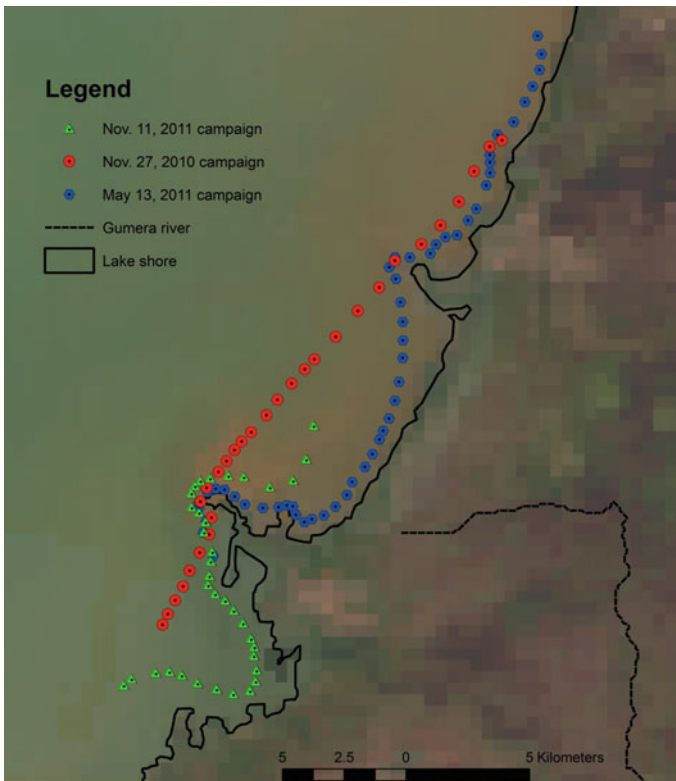 Legend
Nov. 11, 2011 campaign
Nov. 27, 2010 campaign
May 13, 2011 campaign
Gumera river
Lake shore
5 2.5 0 5 Kilometers